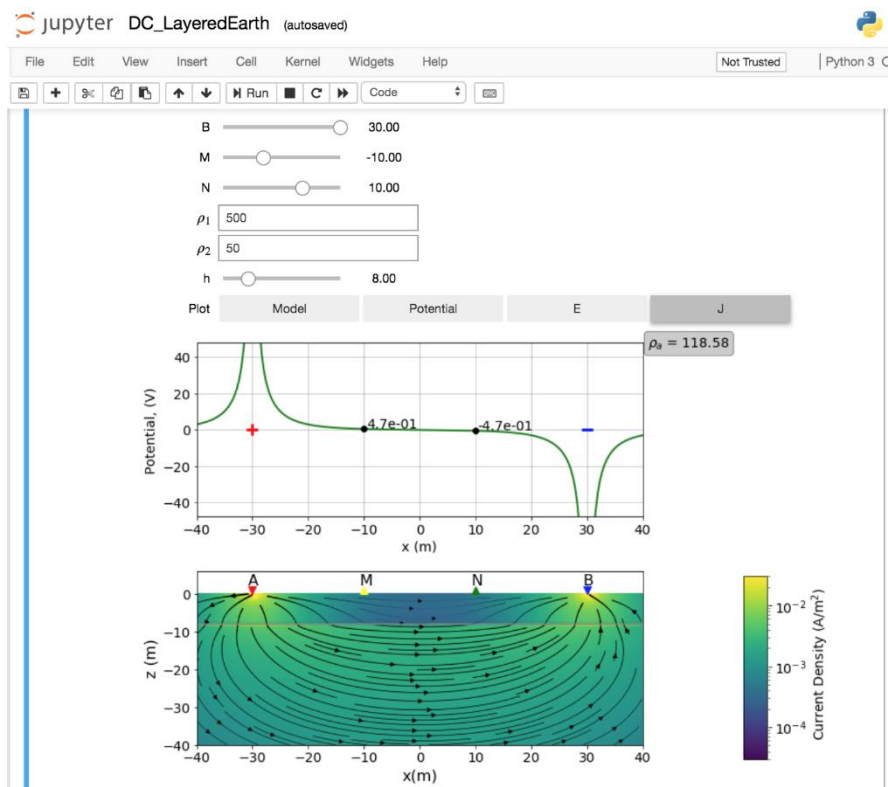 jupyter DC_LayeredEarth (autosaved)
File Edit View Insert Cell Kernel Widgets Help Not Trusted Python 3
Run Code
B 30.00
M -10.00
N 10.00
ρ1 500
ρ2 50
h 8.00
Plot Model Potential E J
ρa = 118.58
40
20
0
−20
−40
Potential, (V)
4.7e-01 -4.7e-01
−40 −30 −20 −10 0 10 20 30 40
x (m)
A M N B
0
−10
−20
−30
−40
z (m)
−40 −30 −20 −10 0 10 20 30 40
x(m)
10−2
10−3
10−4
Current Density (A/m2)